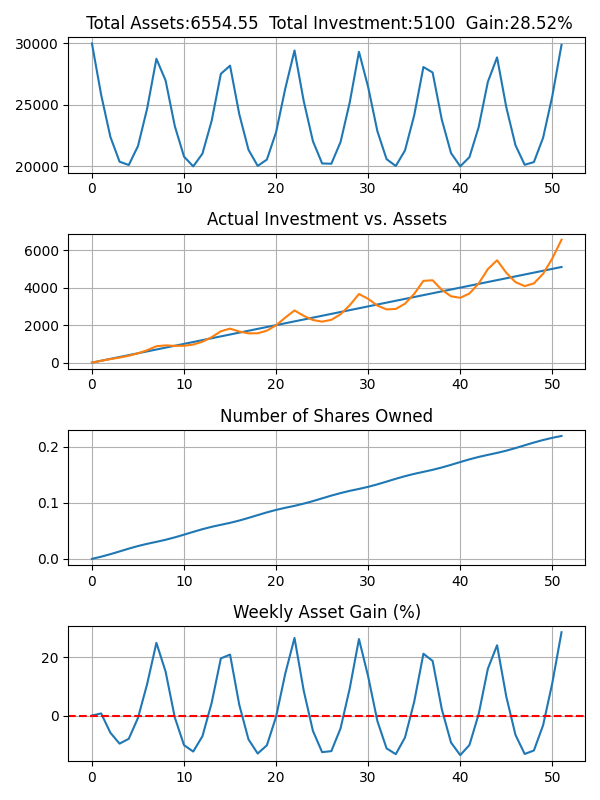 Total Assets:6554.55 Total Investment:5100 Gain:28.52%
30000
25000
20000
0 10 20 30 40 50
Actual Investment vs. Assets
6000
4000
2000
0
0 10 20 30 40 50
Number of Shares Owned
0.2
0.1
0.0
0 10 20 30 40 50
Weekly Asset Gain (%)
20
0
0 10 20 30 40 50